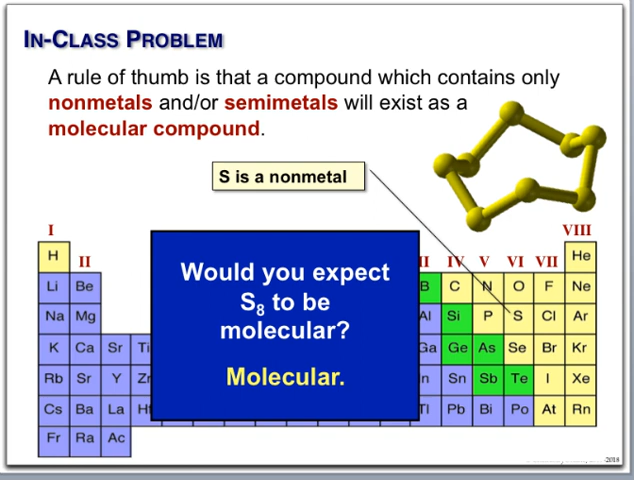 IN-CLASS PROBLEM
A rule of thumb is that a compound which contains only
nonmetals and/or semimetals will exist as a
molecular compound.
S is a nonmetal
Would you expect
S₈ to be
molecular?
Molecular.
I VIII
H II II IV V VI VII He
Li Be B C N O F Ne
Na Mg Al Si P S Cl Ar
K Ca Sr Ti Ga Ge As Se Br Kr
Rb Sr Y Zr In Sn Sb Te I Xe
Cs Ba La Hf Tl Pb Bi Po At Rn
Fr Ra Ac
2018